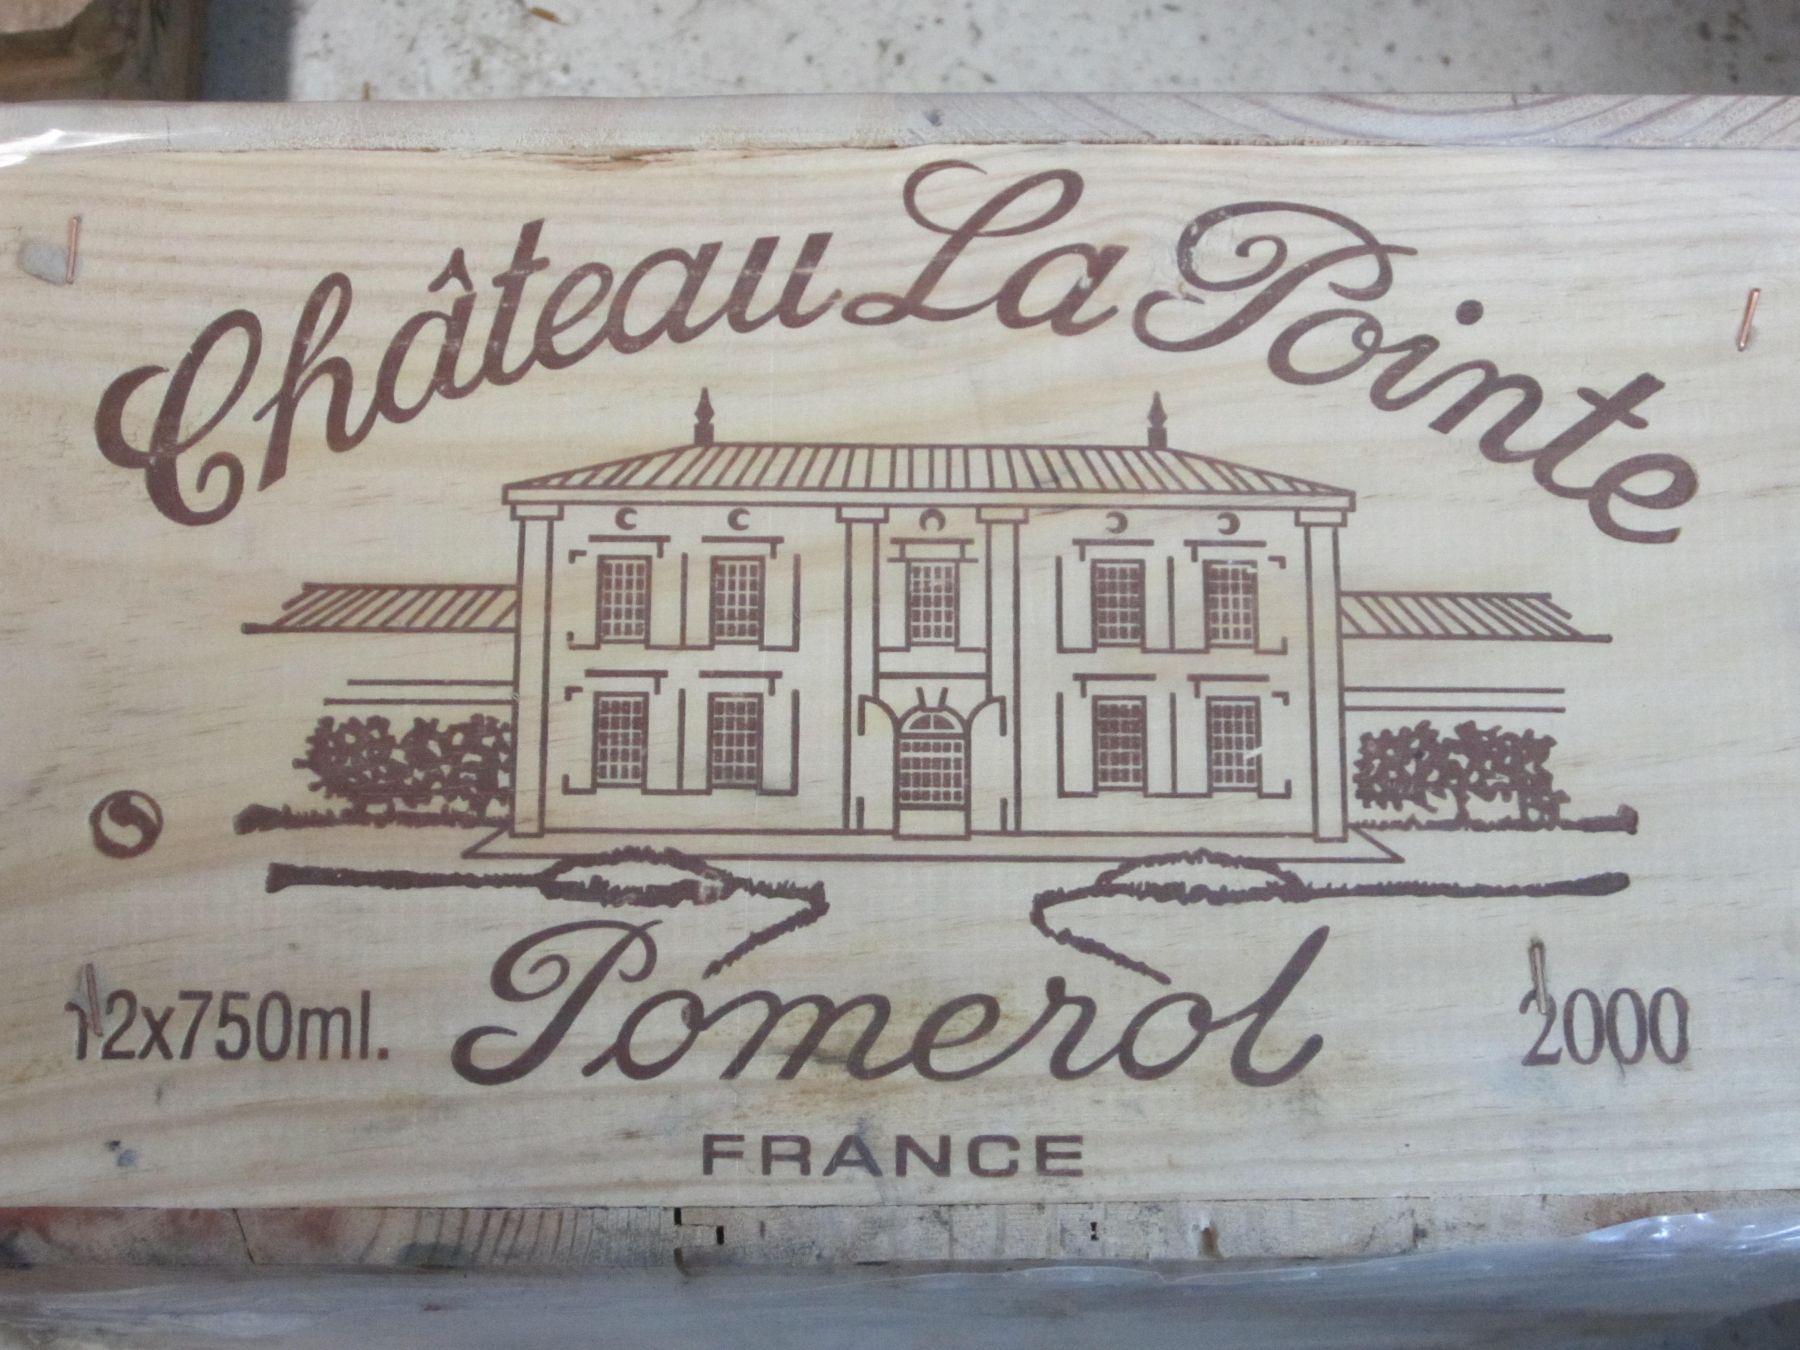 Château La Pointe
12x750ml.
Pomerol
2000
FRANCE